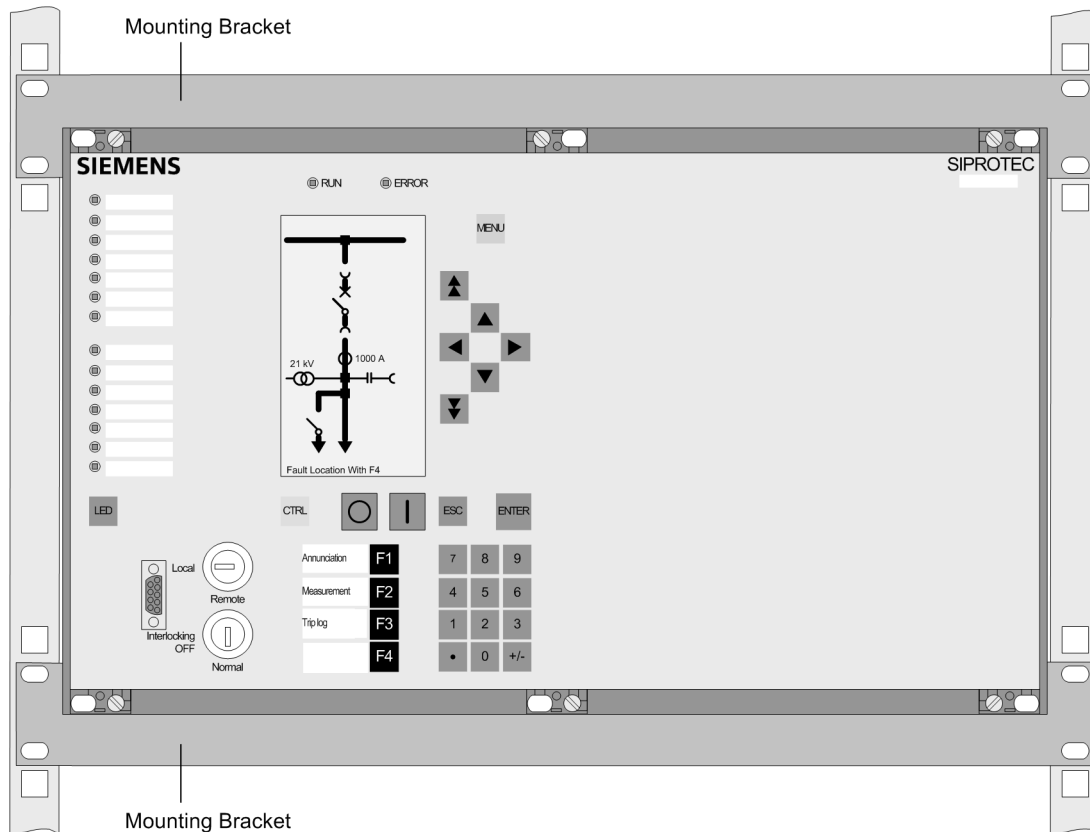 Mounting Bracket
SIEMENS
SIPROTEC
RUN
ERROR
MENU
21 kV
1000 A
Fault Location With F4
LED
CTRL
ESC
ENTER
Local
Remote
Interlocking
OFF
Normal
Annunciation F1
Measurement F2
Trip log F3
F4
7 8 9
4 5 6
1 2 3
• 0 +/-
Mounting Bracket